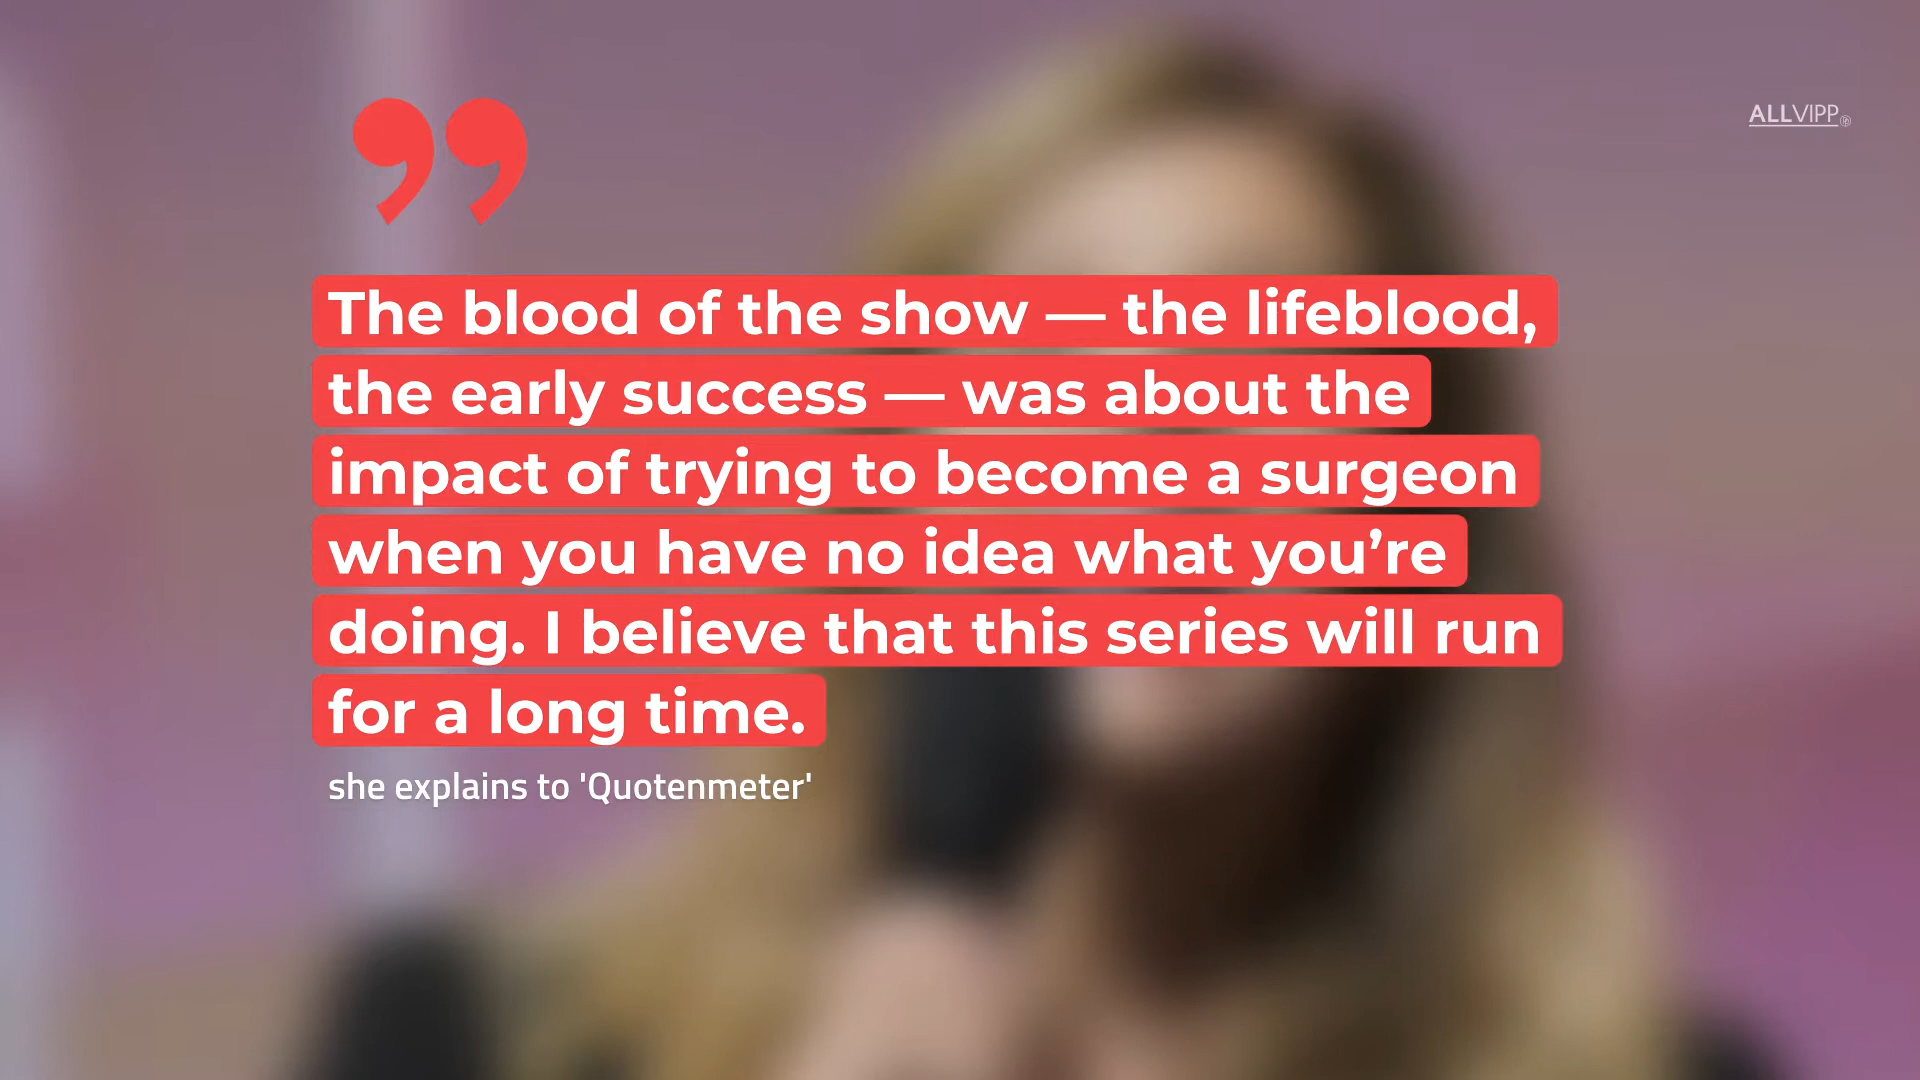 ALLVIPP
”
The blood of the show — the lifeblood,
the early success — was about the
impact of trying to become a surgeon
when you have no idea what you’re
doing. I believe that this series will run
for a long time.
she explains to 'Quotenmeter'